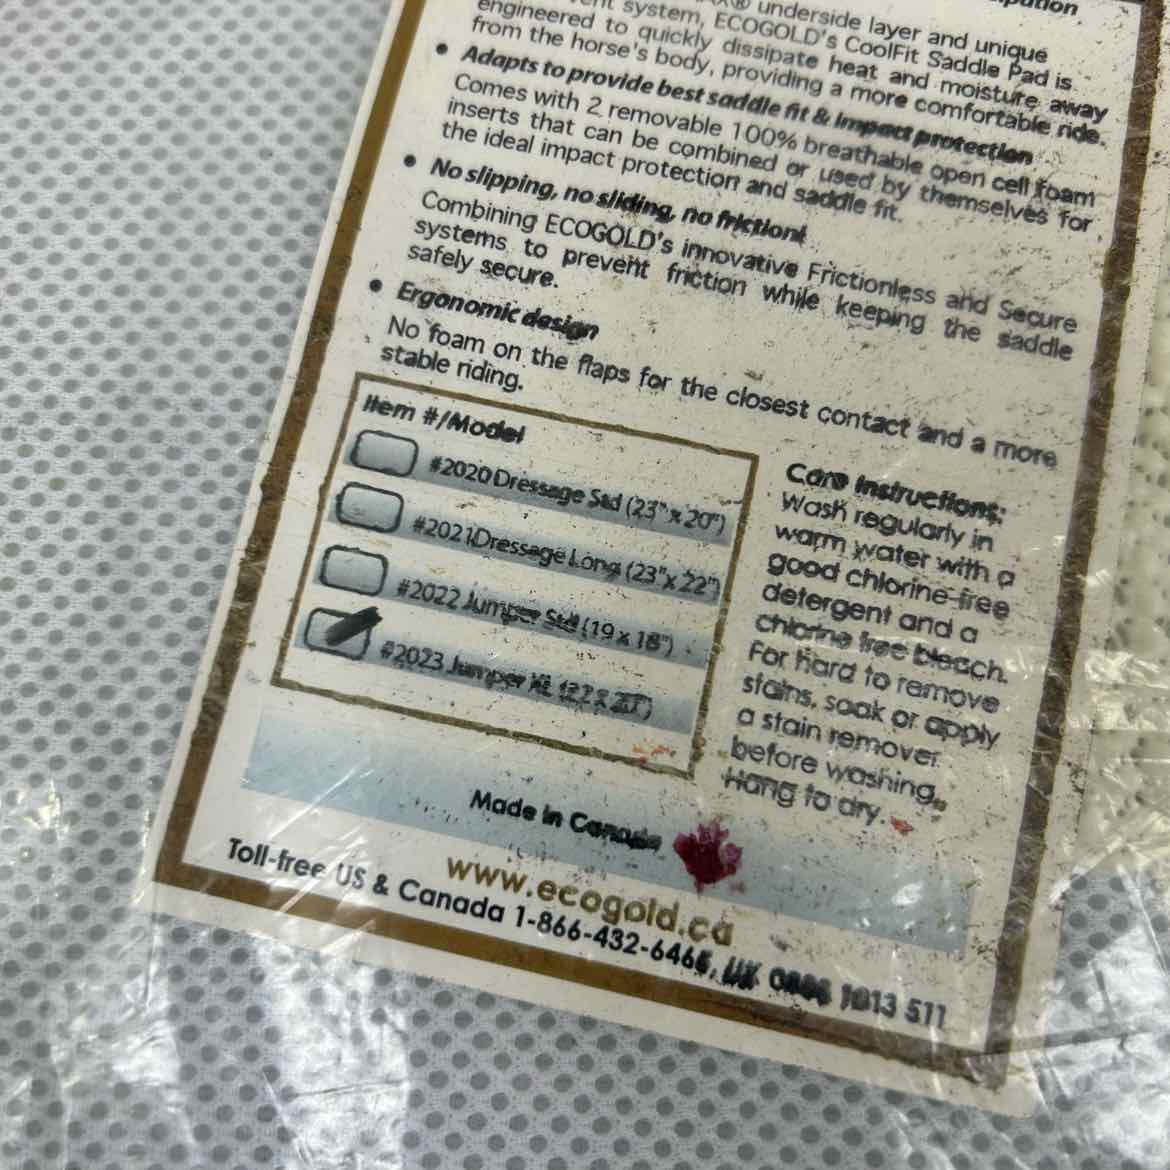 underside layer and unique
vent system, ECOGOLD's CoolFit Saddle Pad is
engineered to quickly dissipate heat and moisture away
from the horse's body, providing a more comfortable ride.
• Adapts to provide best saddle fit & impact protection
Comes with 2 removable 100% breathable open cell foam
inserts that can be combined or used by themselves for
the ideal impact protection and saddle fit.
• No slipping, no sliding, no friction!
Combining ECOGOLD's innovative Frictionless and Secure
systems to prevent friction while keeping the saddle
safely secure.
• Ergonomic design
No foam on the flaps for the closest contact and a more
stable riding.
Item #/Model
#2020 Dressage Std (23" x 20")
#2021 Dressage Long (23"x 22")
#2022 Jumper Std (19 x 18")
#2023 Jumper XL
Care Instructions:
Wash regularly in
warm water with a
good chlorine-free
detergent and a
chlorine free bleach.
For hard to remove
stains, soak or apply
a stain remover
before washing.
Hang to dry.
Made in Canada
www.ecogold.ca
Toll-free US & Canada 1-866-432-646 UK 1013 511